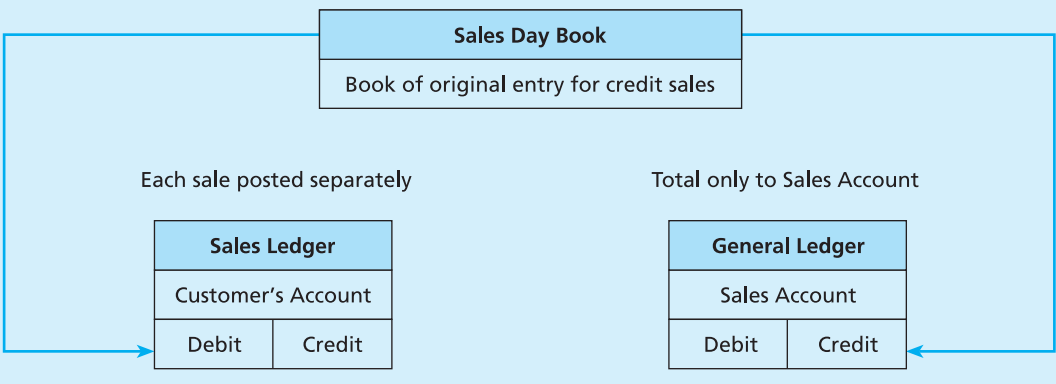 Sales Day Book
Book of original entry for credit sales
Each sale posted separately
Total only to Sales Account
Sales Ledger
Customer’s Account
Debit
Credit
General Ledger
Sales Account
Debit
Credit